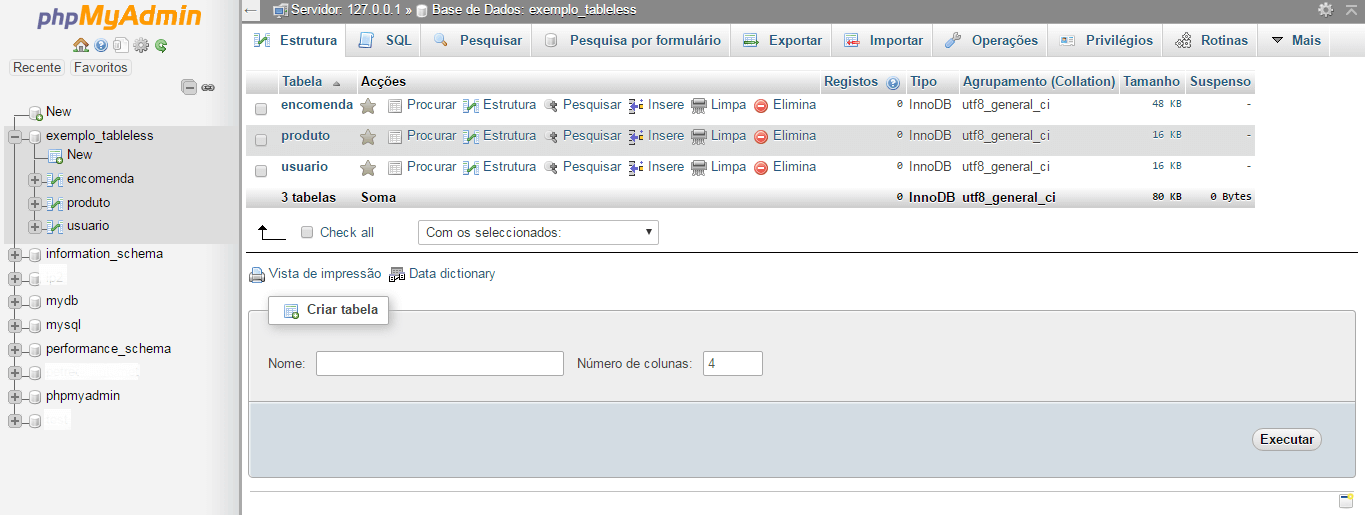 phpMyAdmin
Recente Favoritos
New
exemplo_tableless
New
encomenda
produto
usuario
information_schema
mydb
mysql
performance_schema
phpmyadmin
Servidor: 127.0.0.1 » Base de Dados: exemplo_tableless
Estrutura SQL Pesquisar Pesquisa por formulário Exportar Importar Operações Privilégios Rotinas Mais
Tabela Acções Registos Tipo Agrupamento (Collation) Tamanho Suspenso
encomenda Procurar Estrutura Pesquisar Insere Limpa Elimina 0 InnoDB utf8_general_ci 48 KB -
produto Procurar Estrutura Pesquisar Insere Limpa Elimina 0 InnoDB utf8_general_ci 16 KB -
usuario Procurar Estrutura Pesquisar Insere Limpa Elimina 0 InnoDB utf8_general_ci 16 KB -
3 tabelas Soma 0 InnoDB utf8_general_ci 80 KB 0 Bytes
Check all Com os seleccionados:
Vista de impressão Data dictionary
Criar tabela
Nome: Número de colunas: 4
Executar